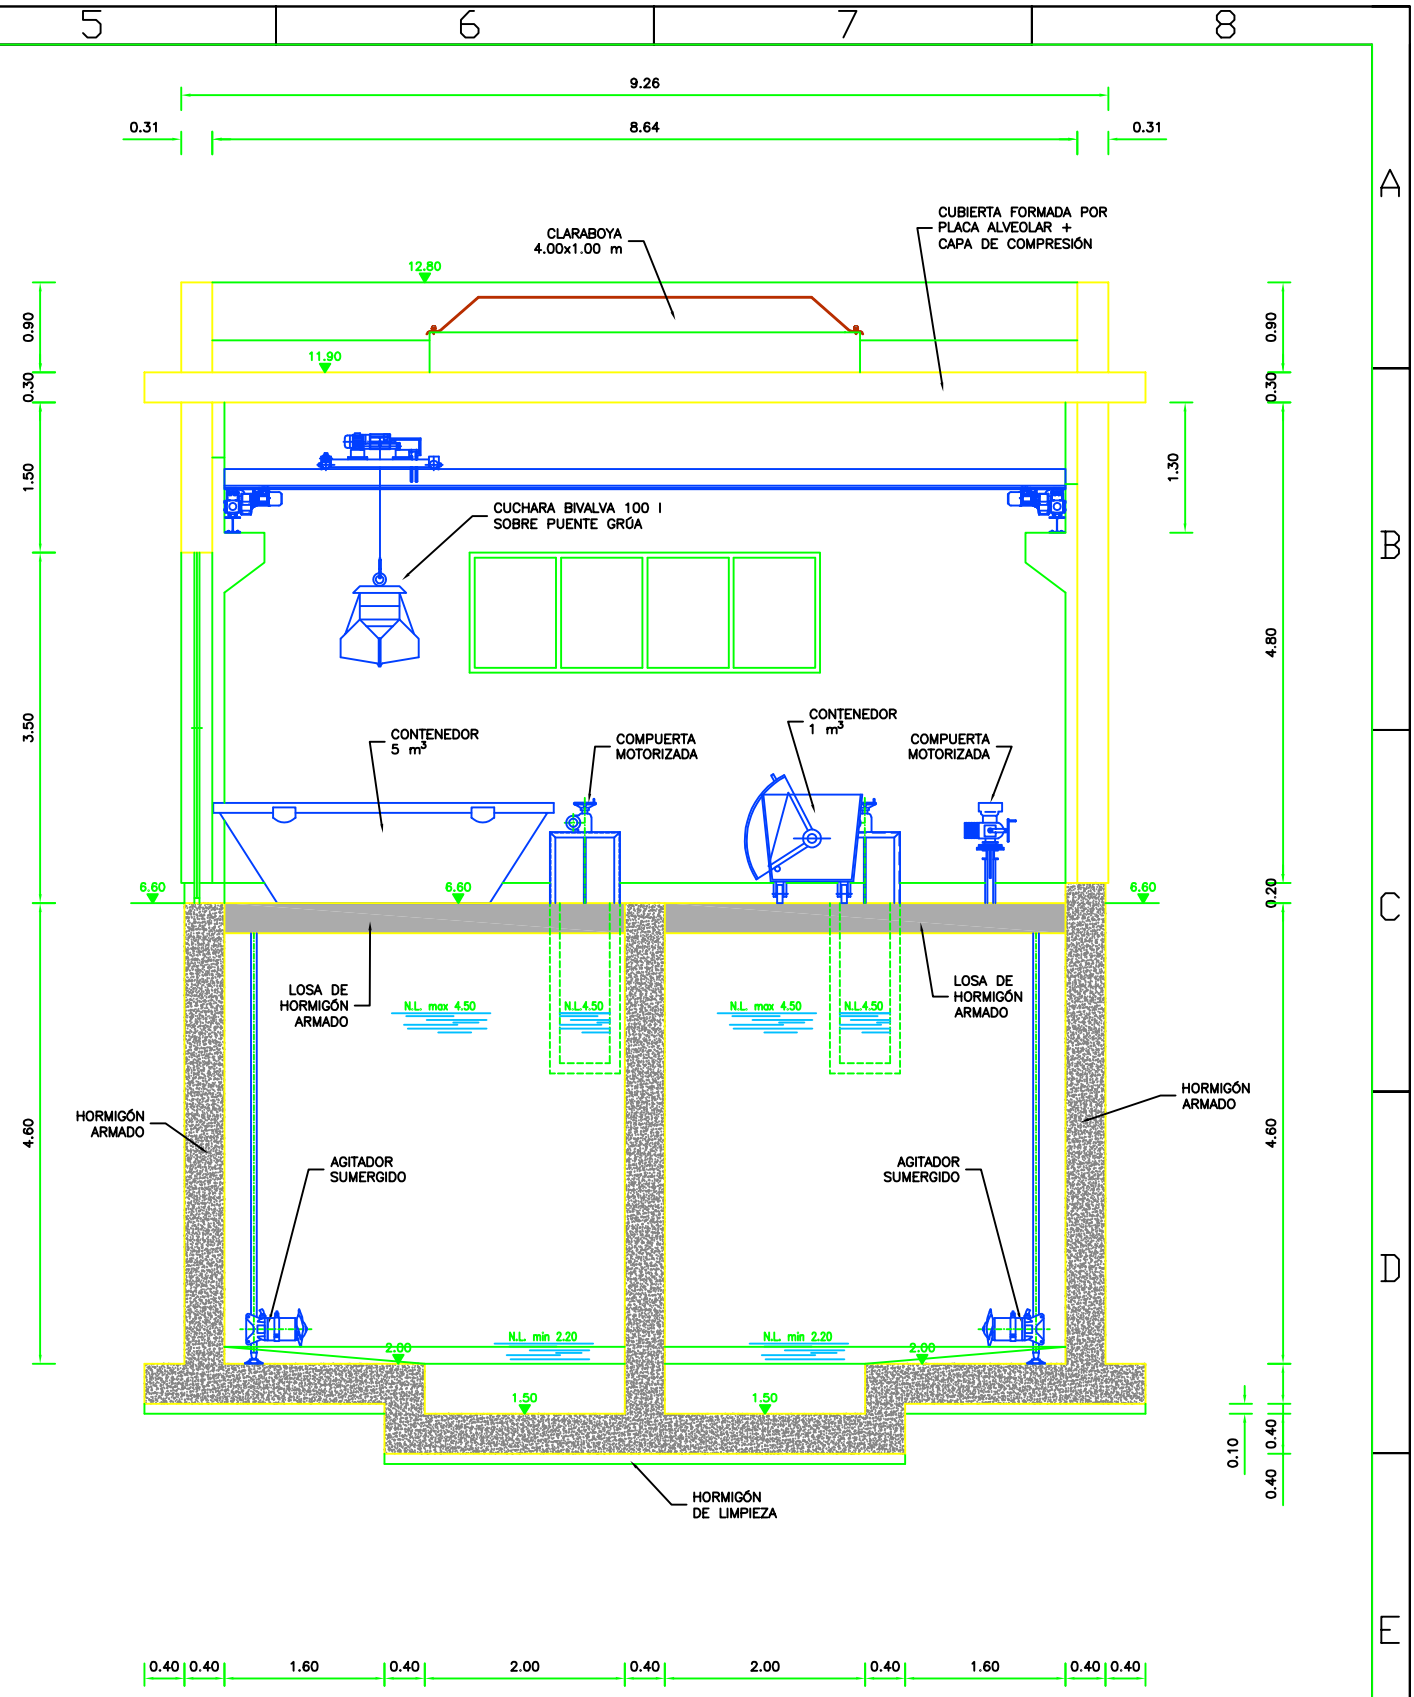 5 6 7 8
9.26
0.31 8.64 0.31
A
CUBIERTA FORMADA POR
PLACA ALVEOLAR +
CAPA DE COMPRESIÓN
CLARABOYA
4.00x1.00 m
12.80
0.90 0.90
11.90
0.30 0.30
1.50 1.30
CUCHARA BIVALVA 100 l
SOBRE PUENTE GRÚA
B
4.80
3.50
CONTENEDOR
5 m³
COMPUERTA
MOTORIZADA
CONTENEDOR
1 m³
COMPUERTA
MOTORIZADA
6.60 6.60 6.60
0.20
C
LOSA DE
HORMIGÓN
ARMADO
LOSA DE
HORMIGÓN
ARMADO
N.L. max 4.50 N.L.4.50 N.L. max 4.50 N.L.4.50
HORMIGÓN
ARMADO
HORMIGÓN
ARMADO
4.60 4.60
AGITADOR
SUMERGIDO
AGITADOR
SUMERGIDO
D
N.L. min 2.20 N.L. min 2.20
2.00 2.00
1.50 1.50
0.10 0.40
0.40
HORMIGÓN
DE LIMPIEZA
E
0.40 0.40 1.60 0.40 2.00 0.40 2.00 0.40 1.60 0.40 0.40